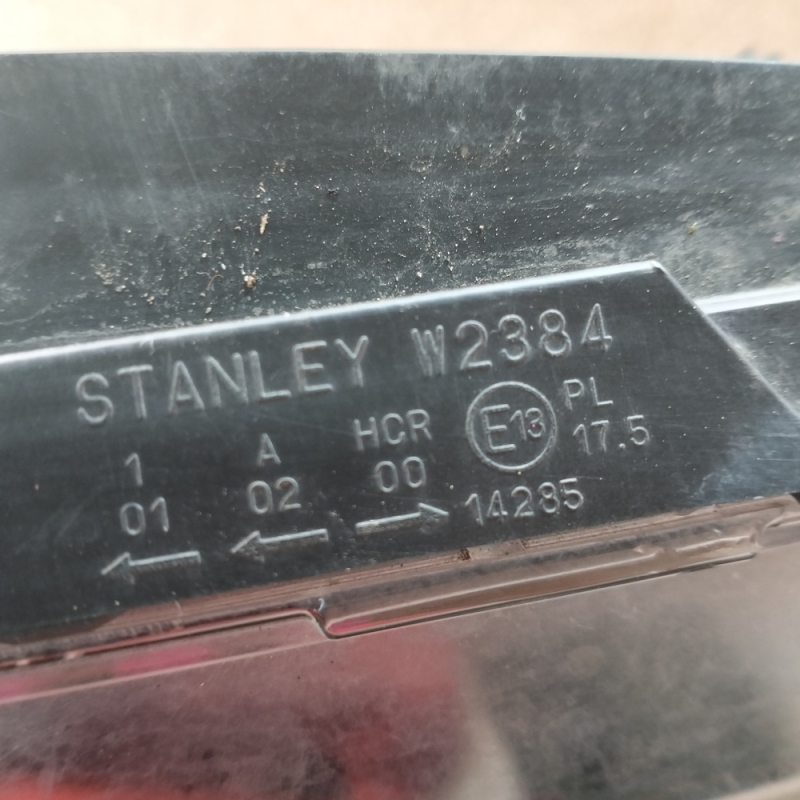 STANLEY W2384
1 A HCR E13 PL
01 02 00 17.5
← ← → 14285